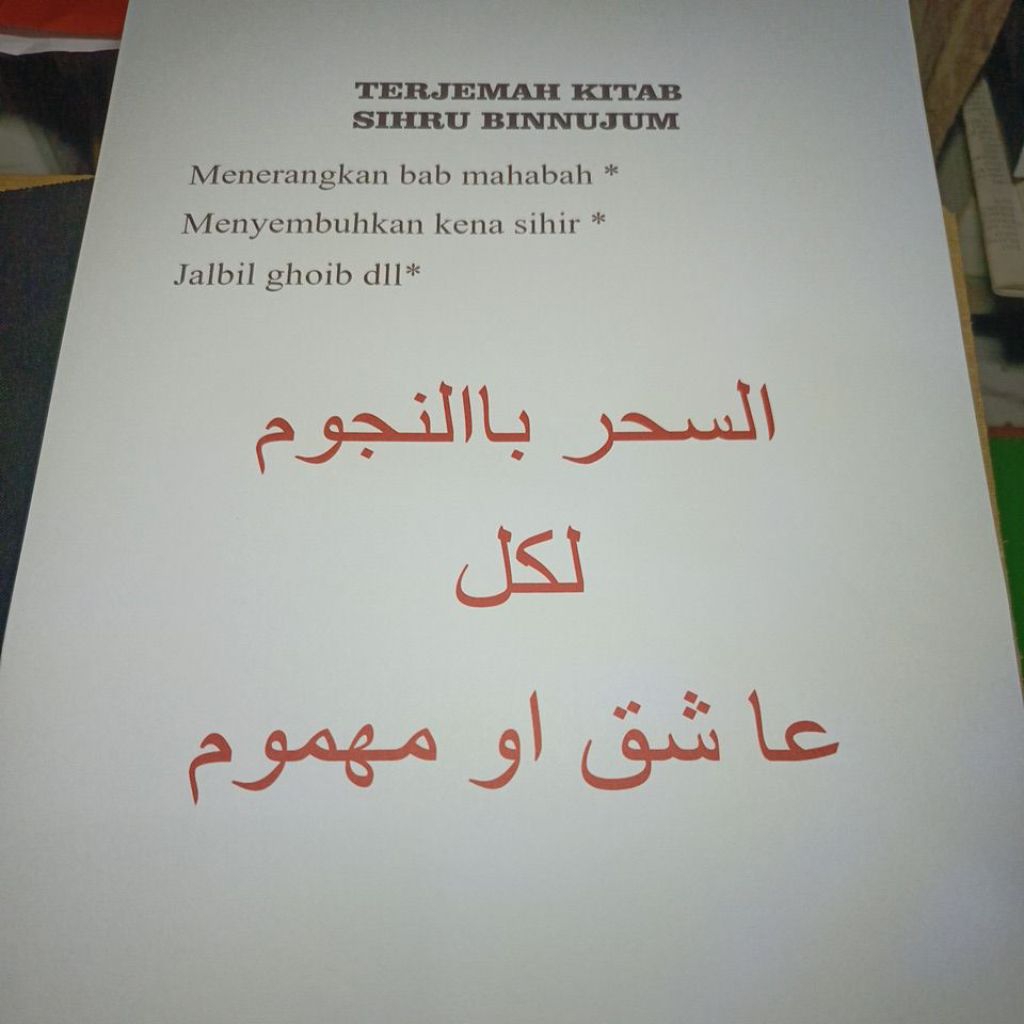 TERJEMAH KITAB
SIHRU BINNUJUM
Menerangkan bab mahabah *
Menyembuhkan kena sihir *
Jalbil ghoib dll*
السحر باالنجوم
لكل
عا شق او مهموم